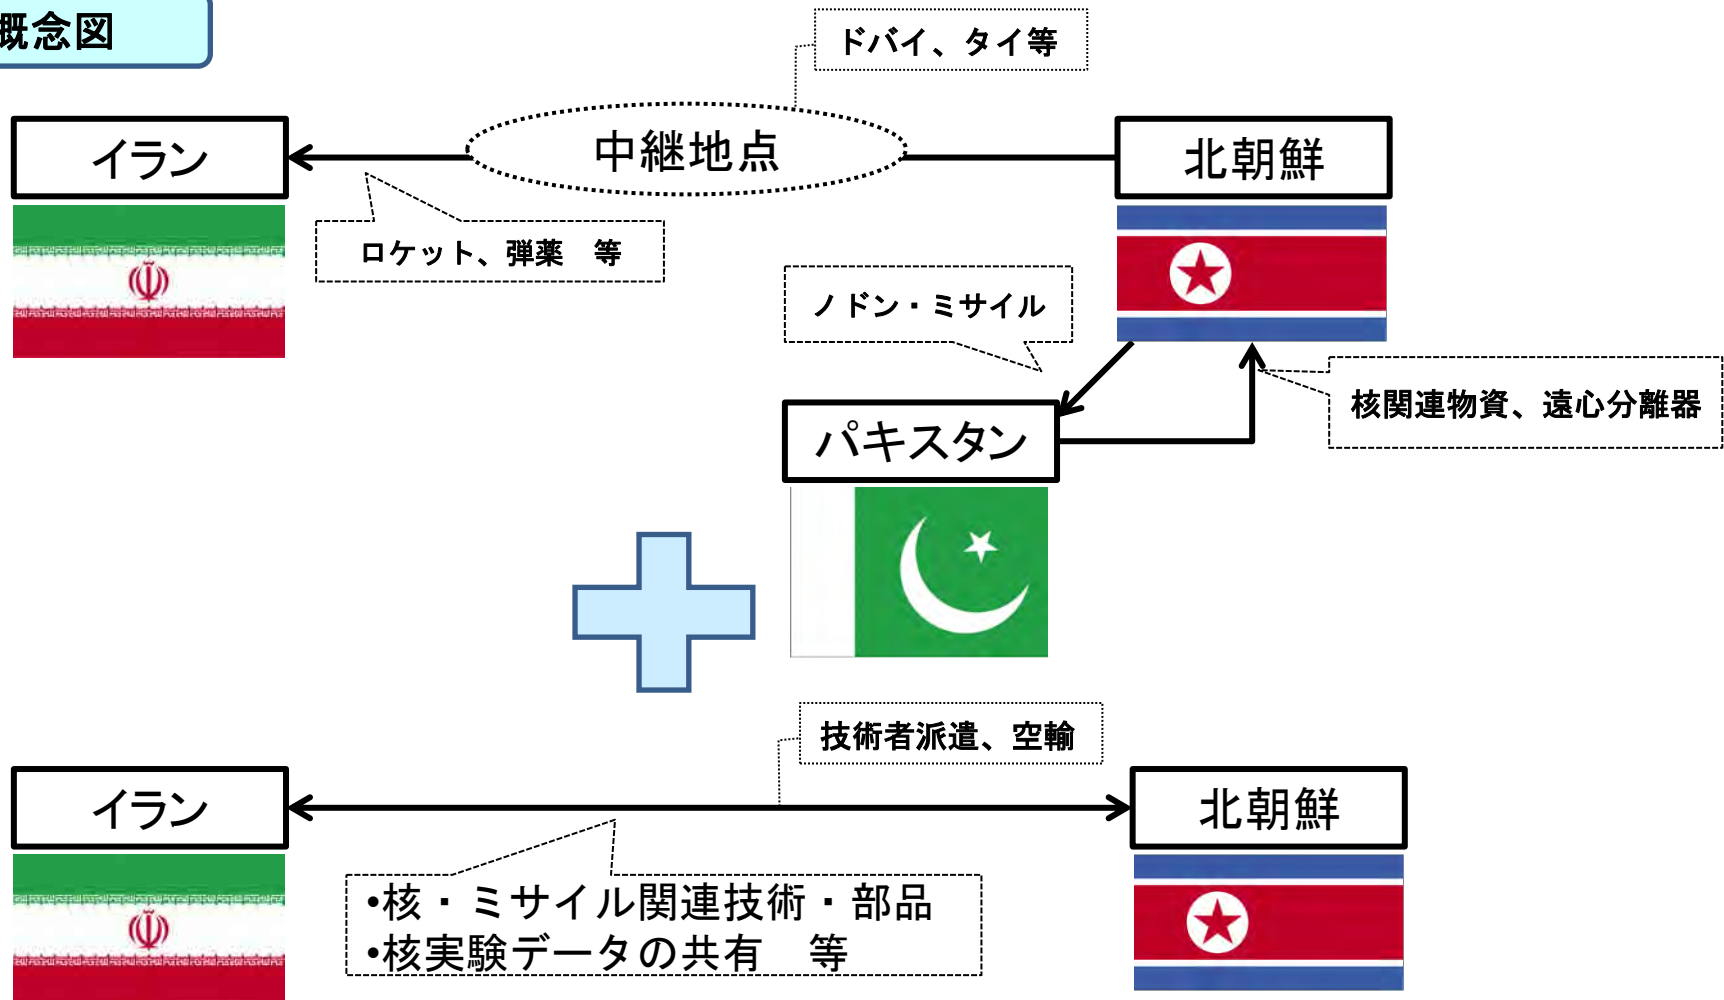 概念図
ドバイ、タイ等
イラン
中継地点
北朝鮮
ロケット、弾薬　等
ノドン・ミサイル
核関連物資、遠心分離器
パキスタン
技術者派遣、空輸
イラン
北朝鮮
•核・ミサイル関連技術・部品
•核実験データの共有　等